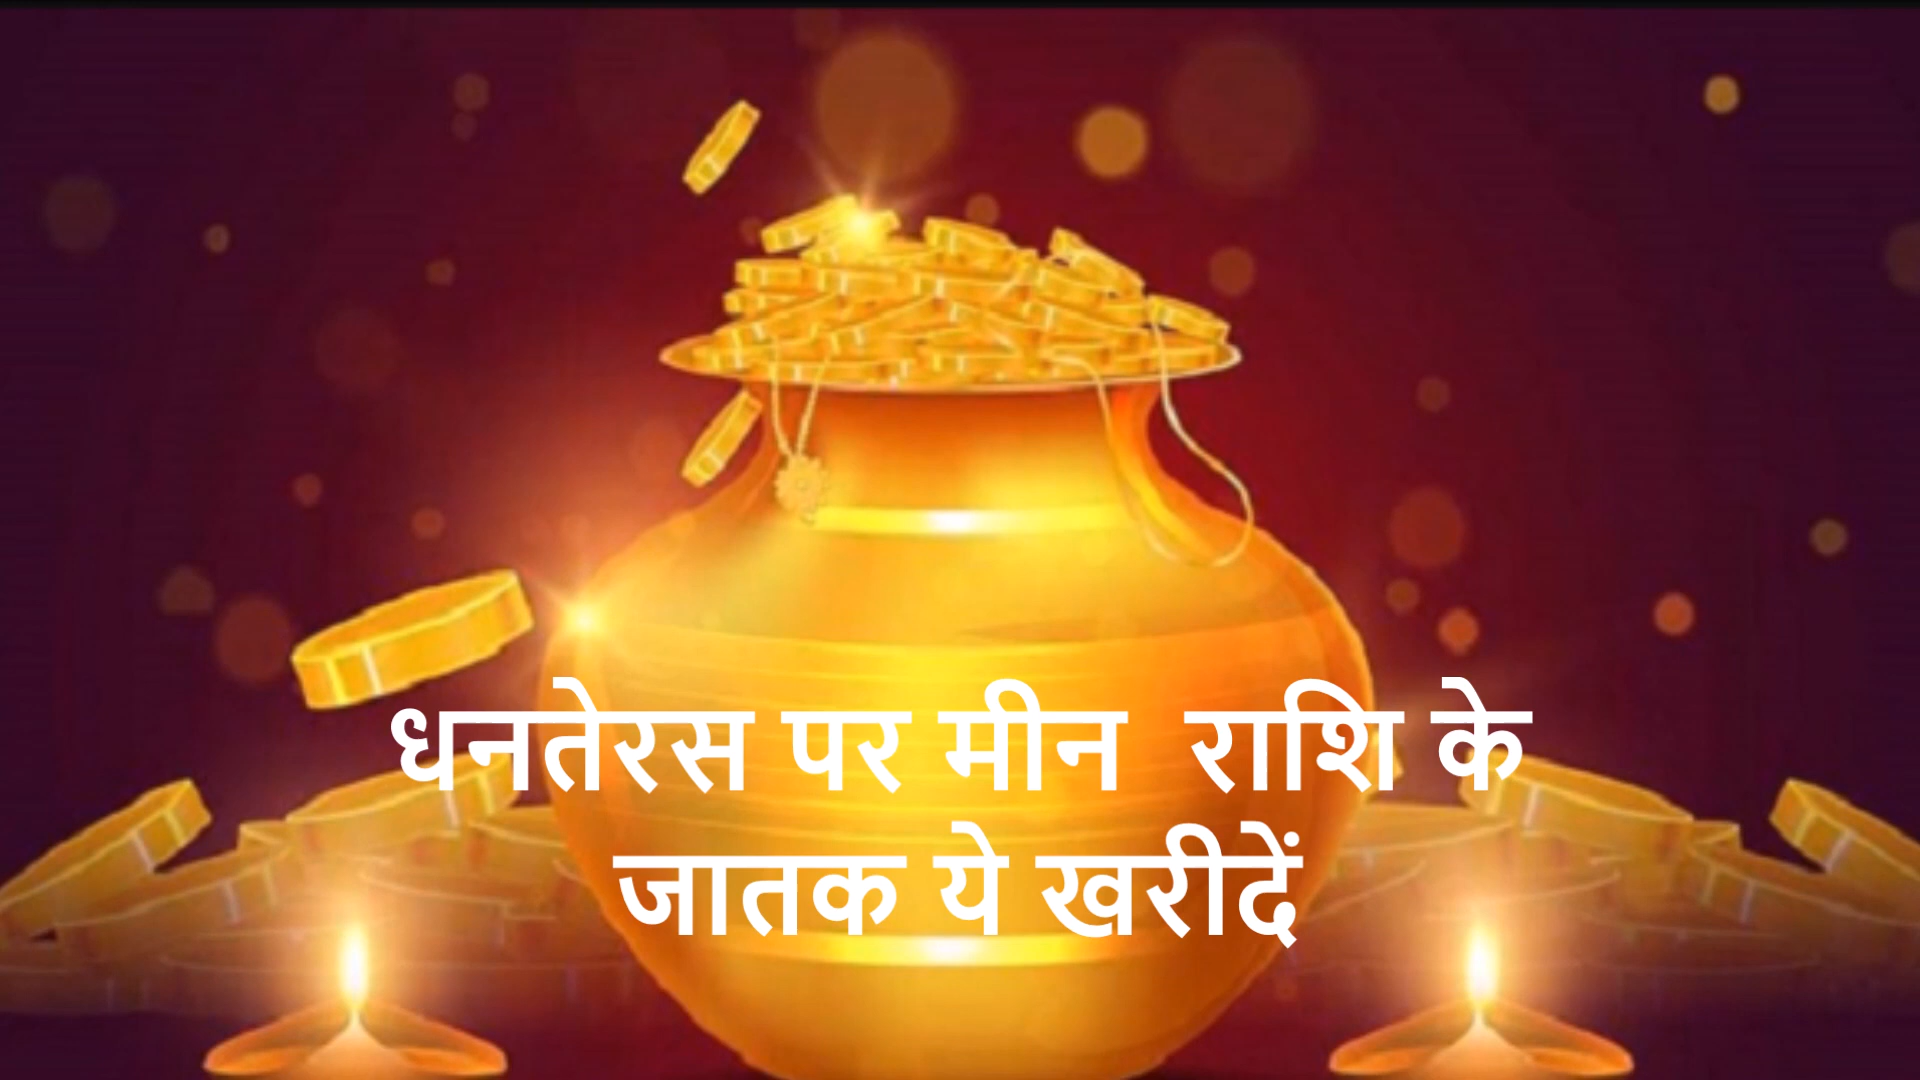 धनतेरस पर मीन  राशि के
जातक ये खरीदें